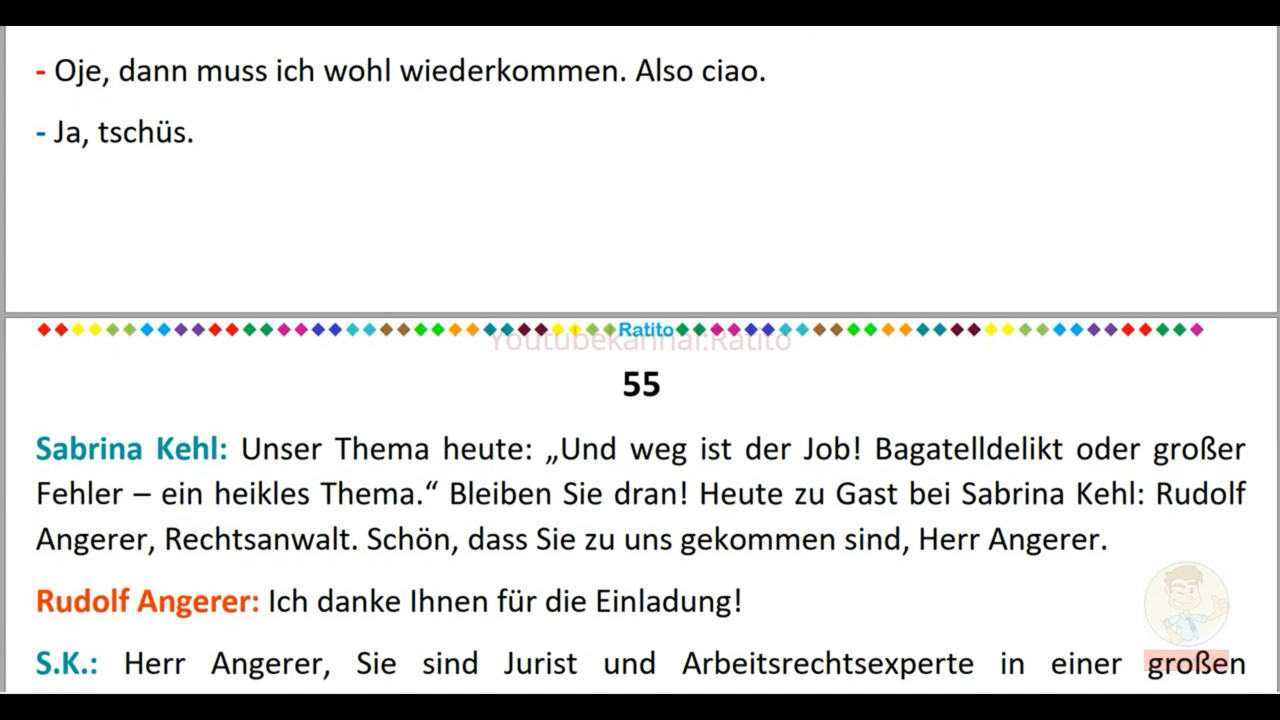 - Oje, dann muss ich wohl wiederkommen. Also ciao.
- Ja, tschüs.
Ratito
Youtubekannal:Ratito
55
Sabrina Kehl: Unser Thema heute: „Und weg ist der Job! Bagatelldelikt oder großer
Fehler – ein heikles Thema.“ Bleiben Sie dran! Heute zu Gast bei Sabrina Kehl: Rudolf
Angerer, Rechtsanwalt. Schön, dass Sie zu uns gekommen sind, Herr Angerer.
Rudolf Angerer: Ich danke Ihnen für die Einladung!
S.K.: Herr Angerer, Sie sind Jurist und Arbeitsrechtsexperte in einer großen